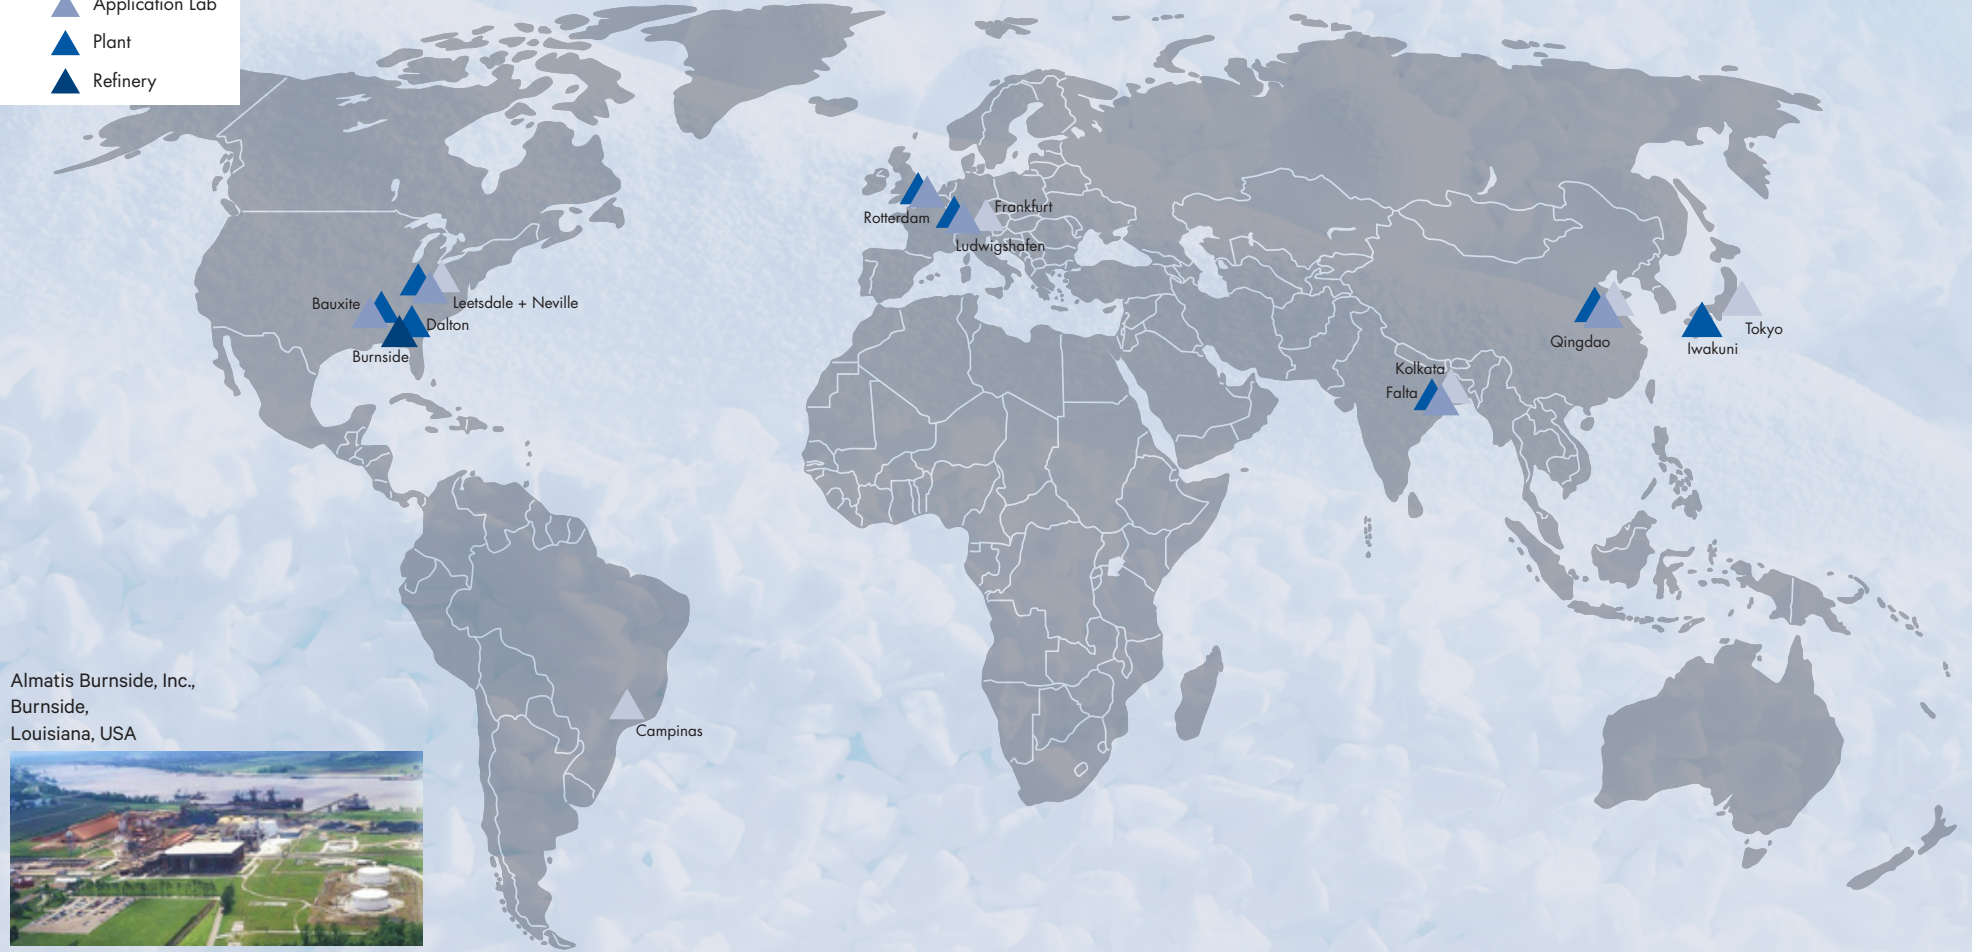 Application Lab
Plant
Refinery
Rotterdam
Frankfurt
Ludwigshafen
Bauxite
Leetsdale + Neville
Dalton
Burnside
Qingdao
Tokyo
Iwakuni
Kolkata
Falta
Campinas
Almatis Burnside, Inc.,
Burnside,
Louisiana, USA